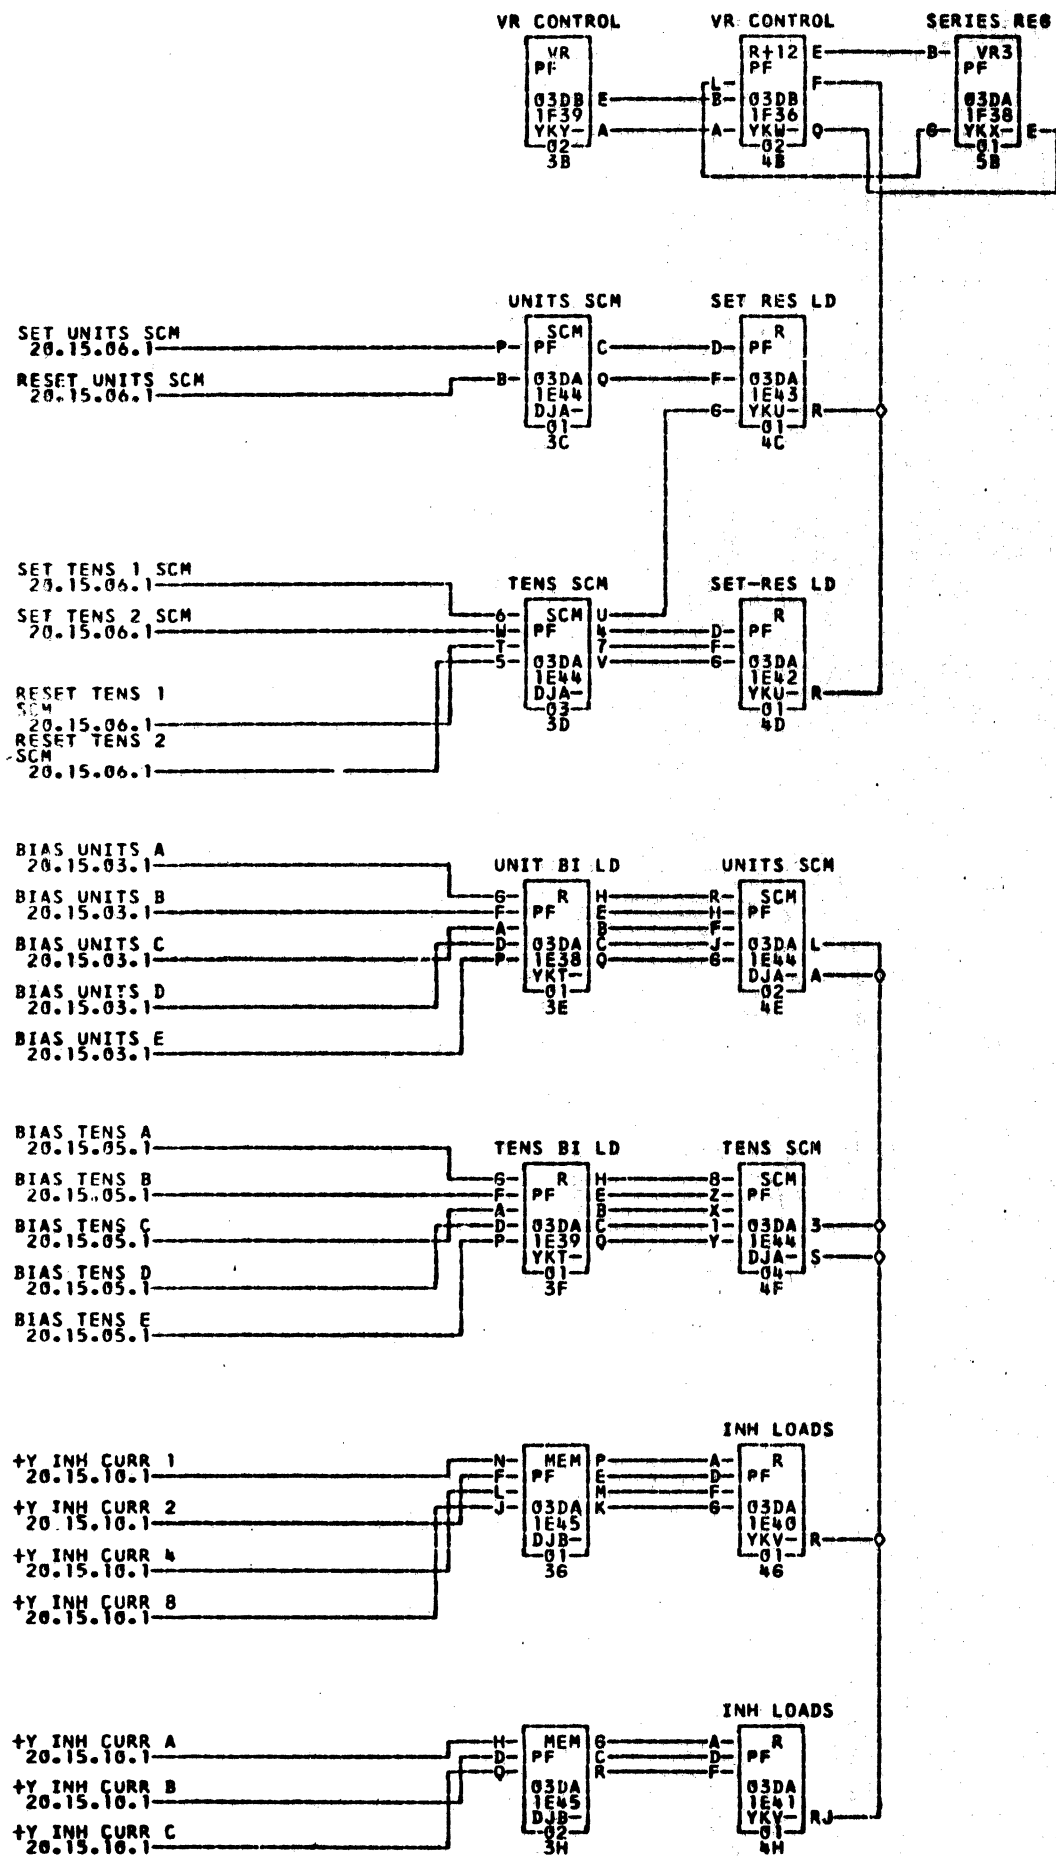 VR CONTROL VR CONTROL SERIES REG
VR R+12 E B VR3
PF PF PF
L F
03DB E B 03DB 03DA
1F39 1F36 1F38
YKY A A YKW Q G YKX E
02 02 01
3B 4B 5B
UNITS SCM SET RES LD
SET UNITS SCM SCM R
20.15.06.1 P PF C D PF
RESET UNITS SCM B 03DA Q F 03DA
20.15.06.1 1E44 1E43
DJA G YKU R
01 01
3C 4C
SET TENS 1 SCM
20.15.06.1 TENS SCM SET-RES LD
SET TENS 2 SCM 6 SCM U R
20.15.06.1 W PF 4 D PF
T 7 F
5 03DA V G 03DA
1E44 1E42
RESET TENS 1 DJA YKU R
SCM 03 01
20.15.06.1 3D 4D
RESET TENS 2
SCM
20.15.06.1
BIAS UNITS A
20.15.03.1 UNIT BI LD UNITS SCM
BIAS UNITS B G R H R SCM
20.15.03.1 F PF E H PF
A B F
BIAS UNITS C D 03DA C J 03DA L
20.15.03.1 P 1E38 Q G 1E44
YKT DJA A
BIAS UNITS D 01 02
20.15.03.1 3E 4E
BIAS UNITS E
20.15.03.1
BIAS TENS A
20.15.05.1 TENS BI LD TENS SCM
BIAS TENS B G R H 8 SCM
20.15.05.1 F PF E Z PF
A B X
BIAS TENS C D 03DA C 1 03DA 3
20.15.05.1 P 1E39 Q Y 1E44
YKT DJA S
BIAS TENS D 01 04
20.15.05.1 3F 4F
BIAS TENS E
20.15.05.1
INH LOADS
+Y INH CURR 1 N MEM P A R
20.15.10.1 F PF E D PF
L M F
+Y INH CURR 2 J 03DA K G 03DA
20.15.10.1 1E45 1E40
DJB YKV R
+Y INH CURR 4 01 01
20.15.10.1 3G 4G
+Y INH CURR 8
20.15.10.1
INH LOADS
+Y INH CURR A H MEM G A R
20.15.10.1 D PF C D PF
Q R F
+Y INH CURR B 03DA 03DA
20.15.10.1 1E45 1E41
DJB YKV RJ
+Y INH CURR C 02 01
20.15.10.1 3H 4H